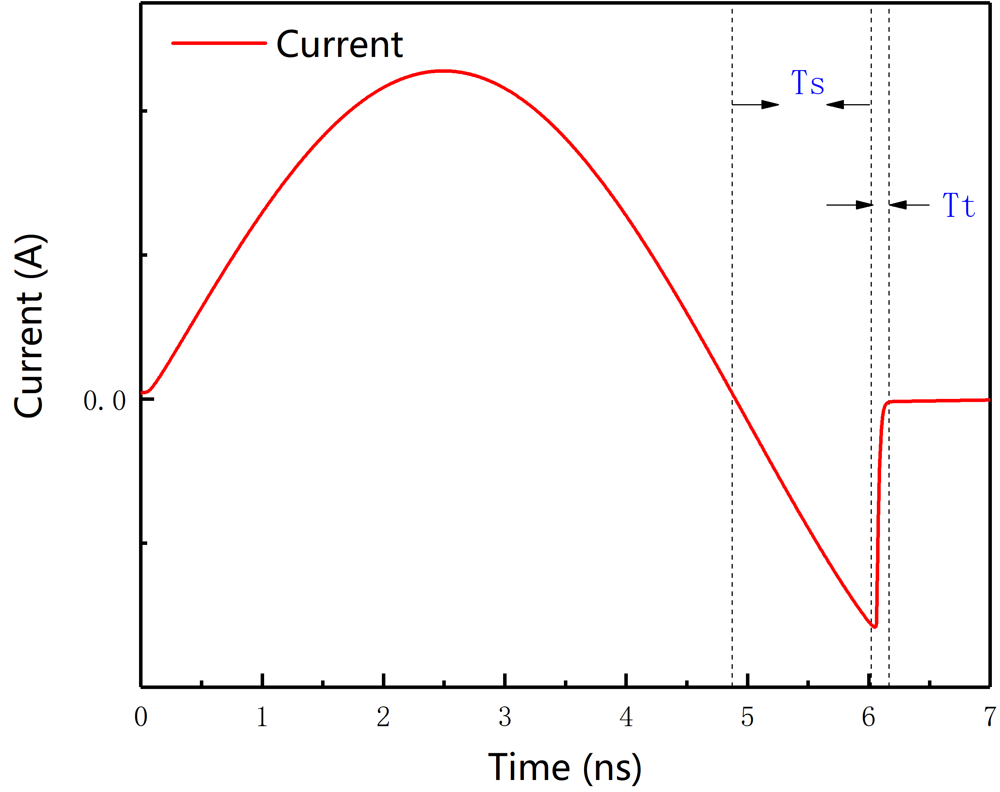 Current
Ts
Tt
Current (A)
0.0
0 1 2 3 4 5 6 7
Time (ns)